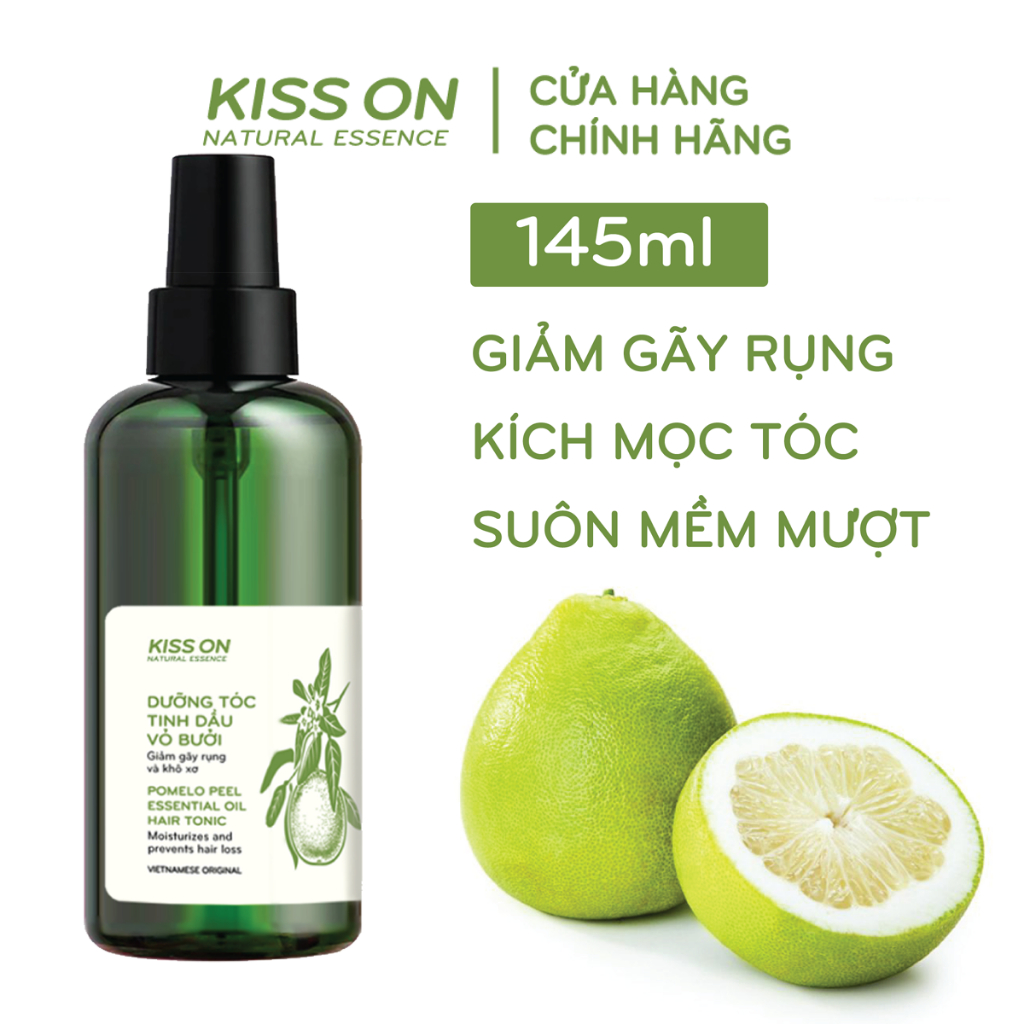 KISS ON
NATURAL ESSENCE
CỬA HÀNG
CHÍNH HÃNG
145ml
GIẢM GÃY RỤNG
KÍCH MỌC TÓC
SUÔN MỀM MƯỢT
KISS ON
NATURAL ESSENCE
DƯỠNG TÓC
TINH DẦU
VỎ BƯỞI
Giảm gãy rụng
và khô xơ
POMELO PEEL
ESSENTIAL OIL
HAIR TONIC
Moisturizes and
prevents hair loss
VIETNAMESE ORIGINAL